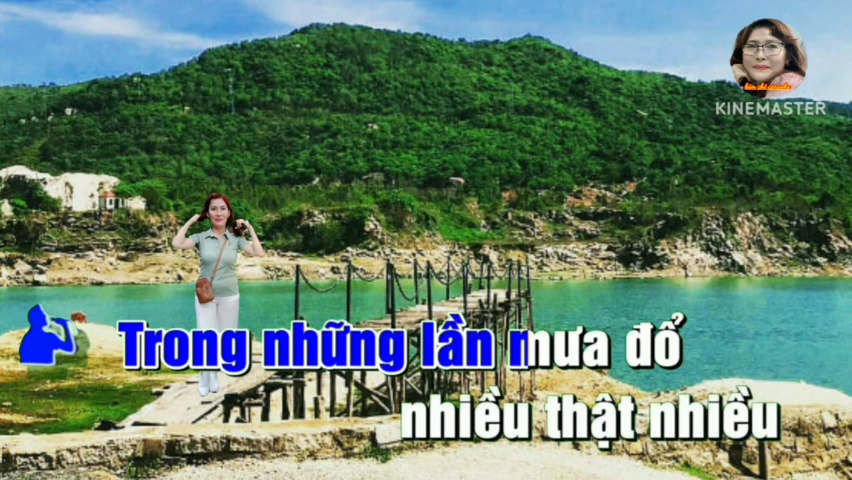 KINEMASTER
Trong những lần mưa đổ
nhiều thật nhiều